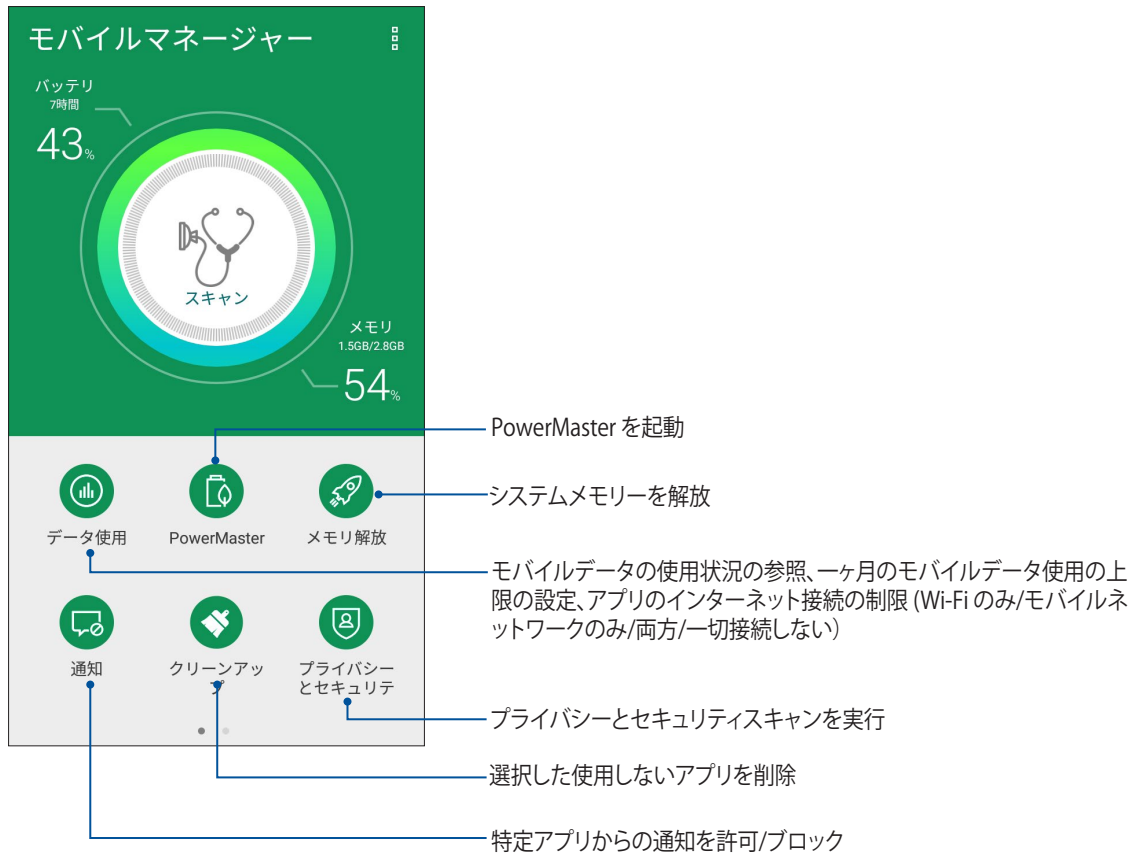 モバイルマネージャー
バッテリ
7時間
43%
スキャン
メモリ
1.5GB/2.8GB
54%
PowerMaster を起動
システムメモリーを解放
データ使用
PowerMaster
メモリ解放
モバイルデータの使用状況の参照、一ヶ月のモバイルデータ使用の上
限の設定、アプリのインターネット接続の制限 (Wi-Fi のみ/モバイルネ
ットワークのみ/両方/一切接続しない）
通知
クリーンアッ
プ
プライバシー
とセキュリテ
プライバシーとセキュリティスキャンを実行
選択した使用しないアプリを削除
特定アプリからの通知を許可/ブロック